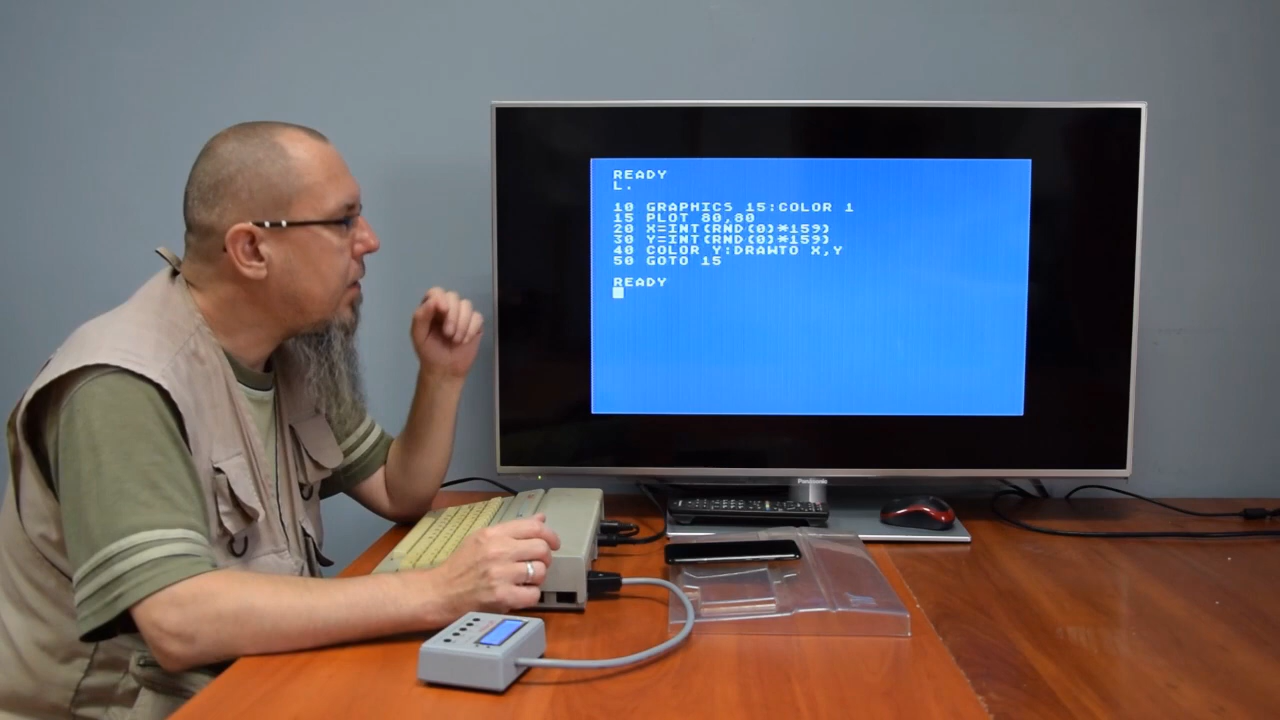 READY
L.
10 GRAPHICS 15:COLOR 1
15 PLOT 80,80
20 X=INT(RND(0)*159)
30 Y=INT(RND(0)*159)
40 COLOR Y:DRAWTO X,Y
50 GOTO 15
READY
Panasonic